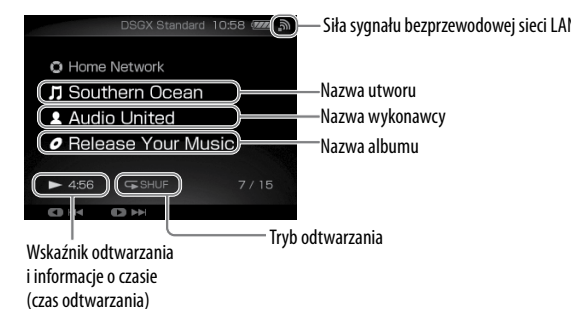 DSGX Standard 10:58
Siła sygnału bezprzewodowej sieci LAN
Home Network
Southern Ocean
Nazwa utworu
Audio United
Nazwa wykonawcy
Release Your Music
Nazwa albumu
4:56 SHUF 7 / 15
Tryb odtwarzania
Wskaźnik odtwarzania
i informacje o czasie
(czas odtwarzania)